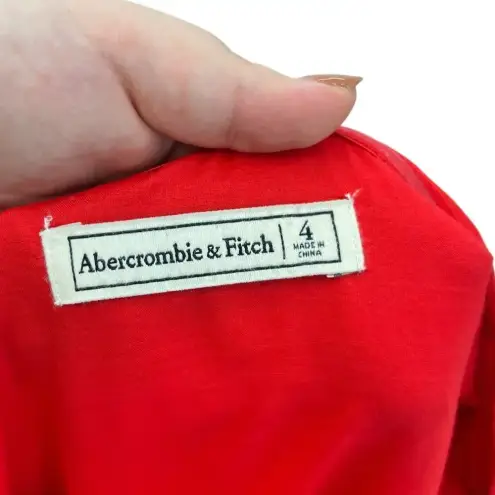 Abercrombie & Fitch
4
MADE IN
CHINA